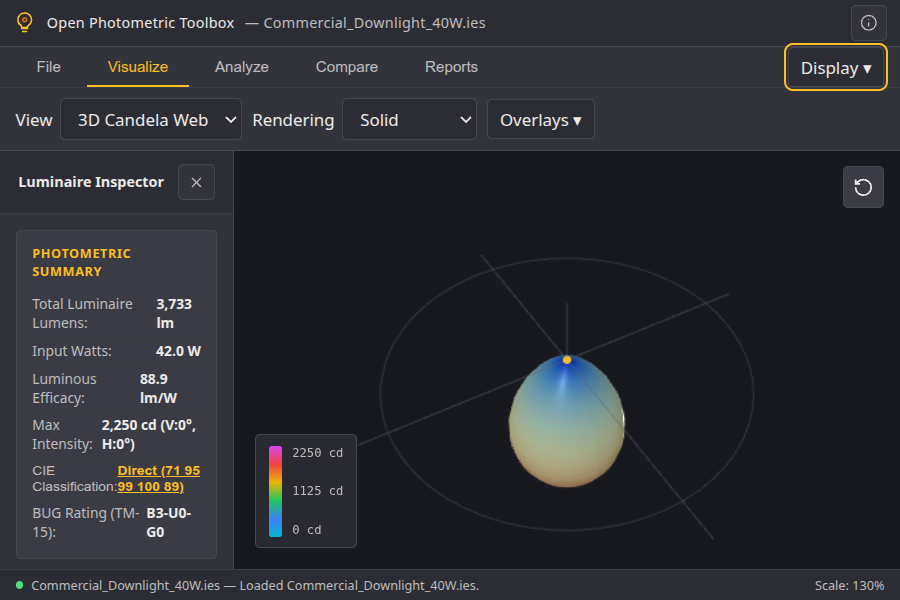 Open Photometric Toolbox — Commercial_Downlight_40W.ies
File Visualize Analyze Compare Reports Display ▾
View 3D Candela Web Rendering Solid Overlays ▾
Luminaire Inspector
PHOTOMETRIC
SUMMARY
Total Luminaire 3,733
Lumens: lm
Input Watts: 42.0 W
Luminous 88.9
Efficacy: lm/W
Max 2,250 cd (V:0°,
Intensity: H:0°)
CIE Direct (71 95
Classification: 99 100 89)
BUG Rating (TM- B3-U0-
15): G0
2250 cd
1125 cd
0 cd
Commercial_Downlight_40W.ies — Loaded Commercial_Downlight_40W.ies. Scale: 130%